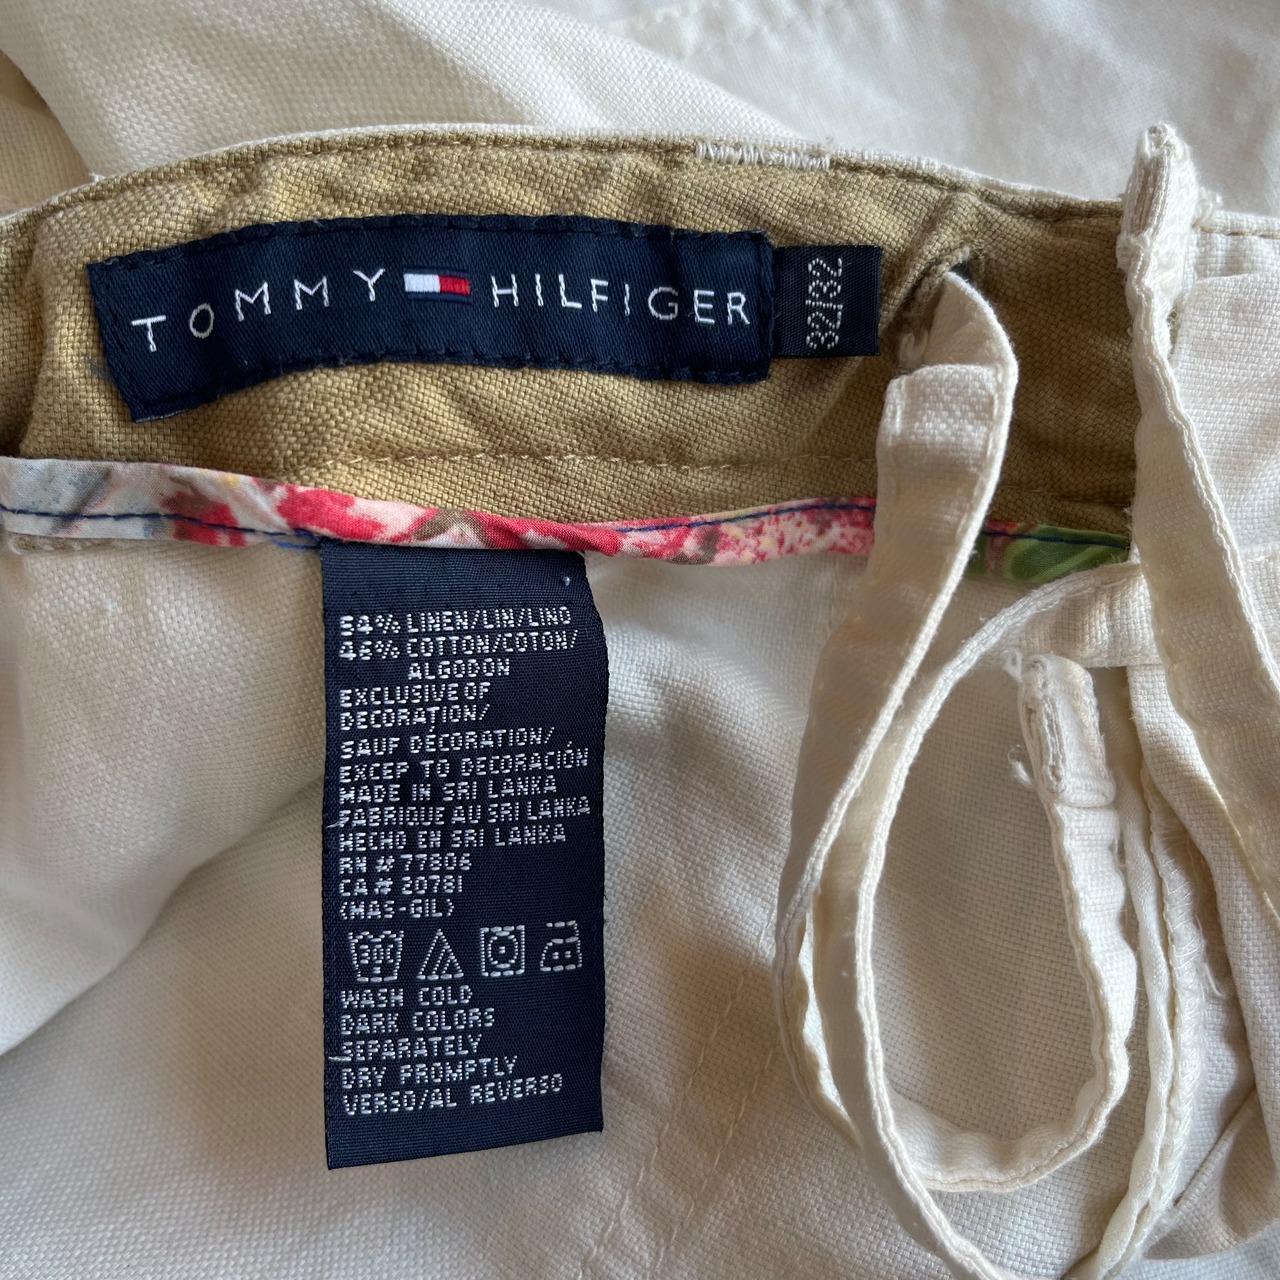 TOMMY HILFIGER
32/32
54% LINEN/LIN/LINO
46% COTTON/COTON/
ALGODON
EXCLUSIVE OF
DECORATION/
SAUF DÉCORATION/
EXCEP TO DECORACIÓN
MADE IN SRI LANKA
FABRIQUE AU SRI LANKA
HECHO EN SRI LANKA
RN # 77806
CA# 20781
(MAS-GIL)
WASH COLD
DARK COLORS
SEPARATELY
DRY PROMPTLY
VERSO/AL REVERSO